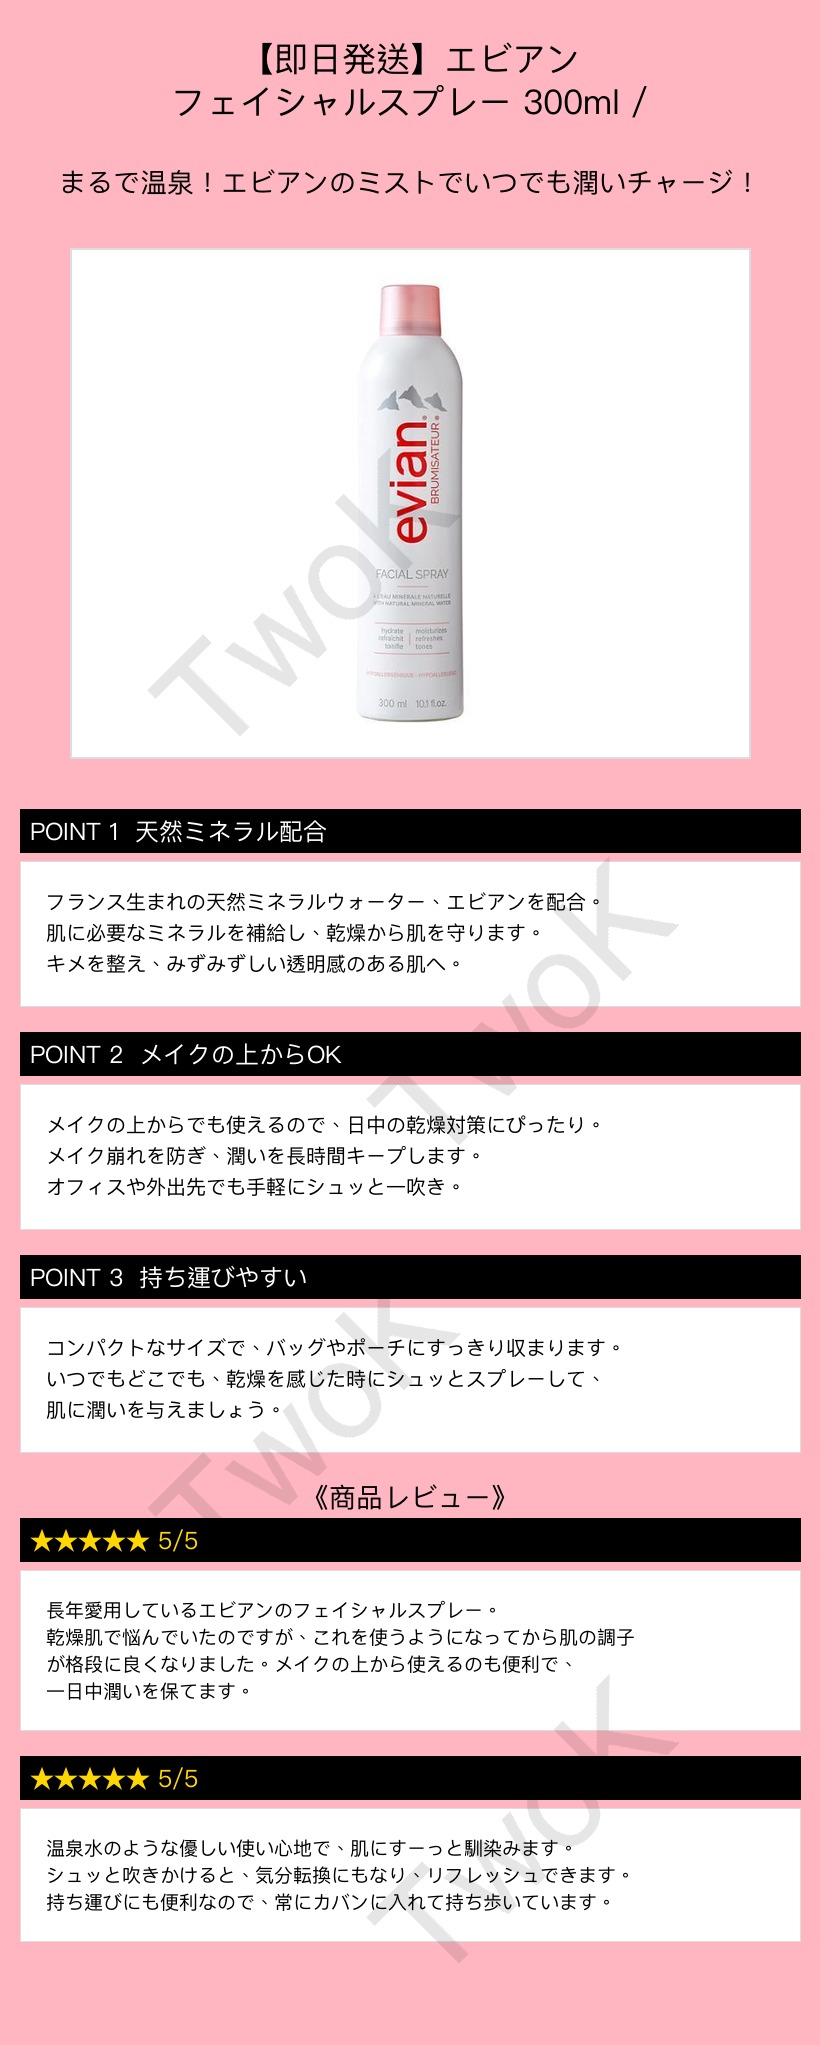 【即日発送】エビアン
フェイシャルスプレー 300ml /
まるで温泉！エビアンのミストでいつでも潤いチャージ！
evian
BRUMISATEUR
FACIAL SPRAY
À L'EAU MINÉRALE NATURELLE
WITH NATURAL MINERAL WATER
hydrate
rafraîchit
tonifie
moisturizes
refreshes
tones
HYPOALLERGÉNIQUE - HYPOALLERGENIC
300 ml 10.1 fl.oz.
TwoK
POINT 1 天然ミネラル配合
フランス生まれの天然ミネラルウォーター、エビアンを配合。
肌に必要なミネラルを補給し、乾燥から肌を守ります。
キメを整え、みずみずしい透明感のある肌へ。
TwoK
POINT 2 メイクの上からOK
メイクの上からでも使えるので、日中の乾燥対策にぴったり。
メイク崩れを防ぎ、潤いを長時間キープします。
オフィスや外出先でも手軽にシュッと一吹き。
POINT 3 持ち運びやすい
コンパクトなサイズで、バッグやポーチにすっきり収まります。
いつでもどこでも、乾燥を感じた時にシュッとスプレーして、
肌に潤いを与えましょう。
TwoK
《商品レビュー》
★★★★★ 5/5
長年愛用しているエビアンのフェイシャルスプレー。
乾燥肌で悩んでいたのですが、これを使うようになってから肌の調子
が格段に良くなりました。メイクの上から使えるのも便利で、
一日中潤いを保てます。
★★★★★ 5/5
温泉水のような優しい使い心地で、肌にすーっと馴染みます。
シュッと吹きかけると、気分転換にもなり、リフレッシュできます。
持ち運びにも便利なので、常にカバンに入れて持ち歩いています。
TwoK